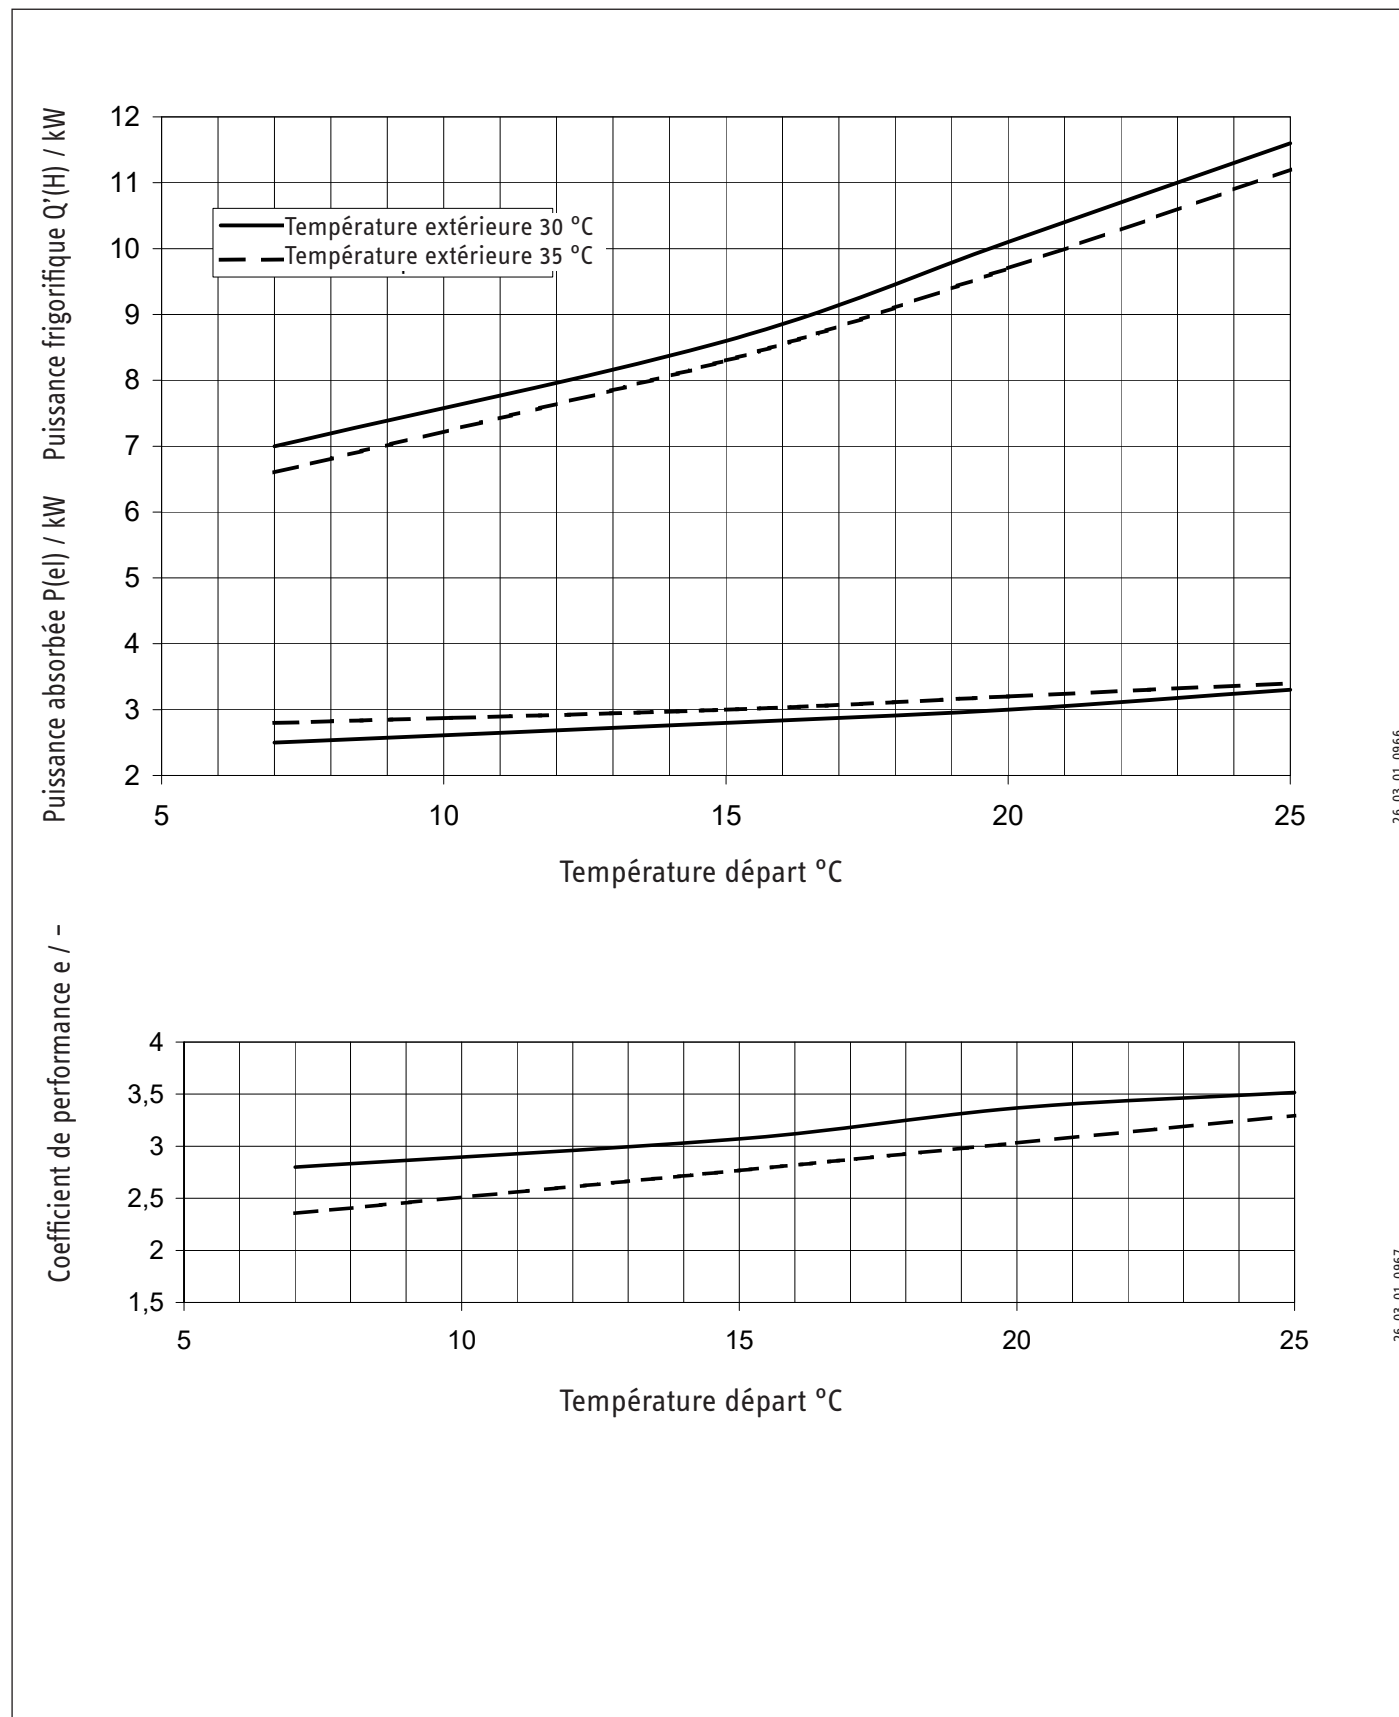 Puissance frigorifique Q’(H) / kW
Puissance absorbée P(el) / kW
12
11
10
9
8
7
6
5
4
3
2
Température extérieure 30 °C
Température extérieure 35 °C
5 10 15 20 25
Température départ °C
26_03_01_0966
Coefficient de performance e / -
4
3,5
3
2,5
2
1,5
5 10 15 20 25
Température départ °C
26_03_01_0967